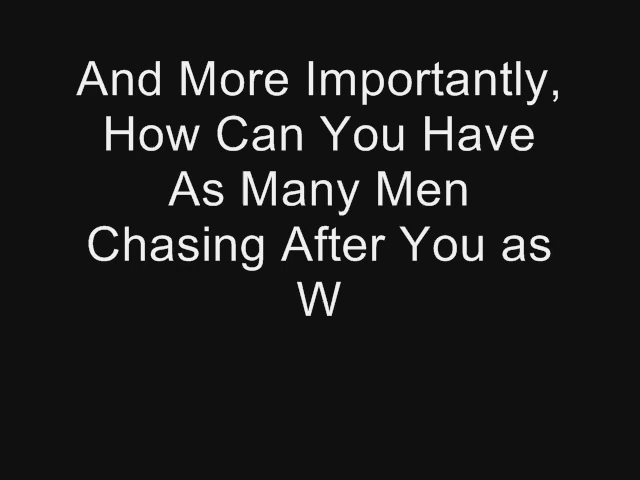 And More Importantly,
How Can You Have
As Many Men
Chasing After You as
W